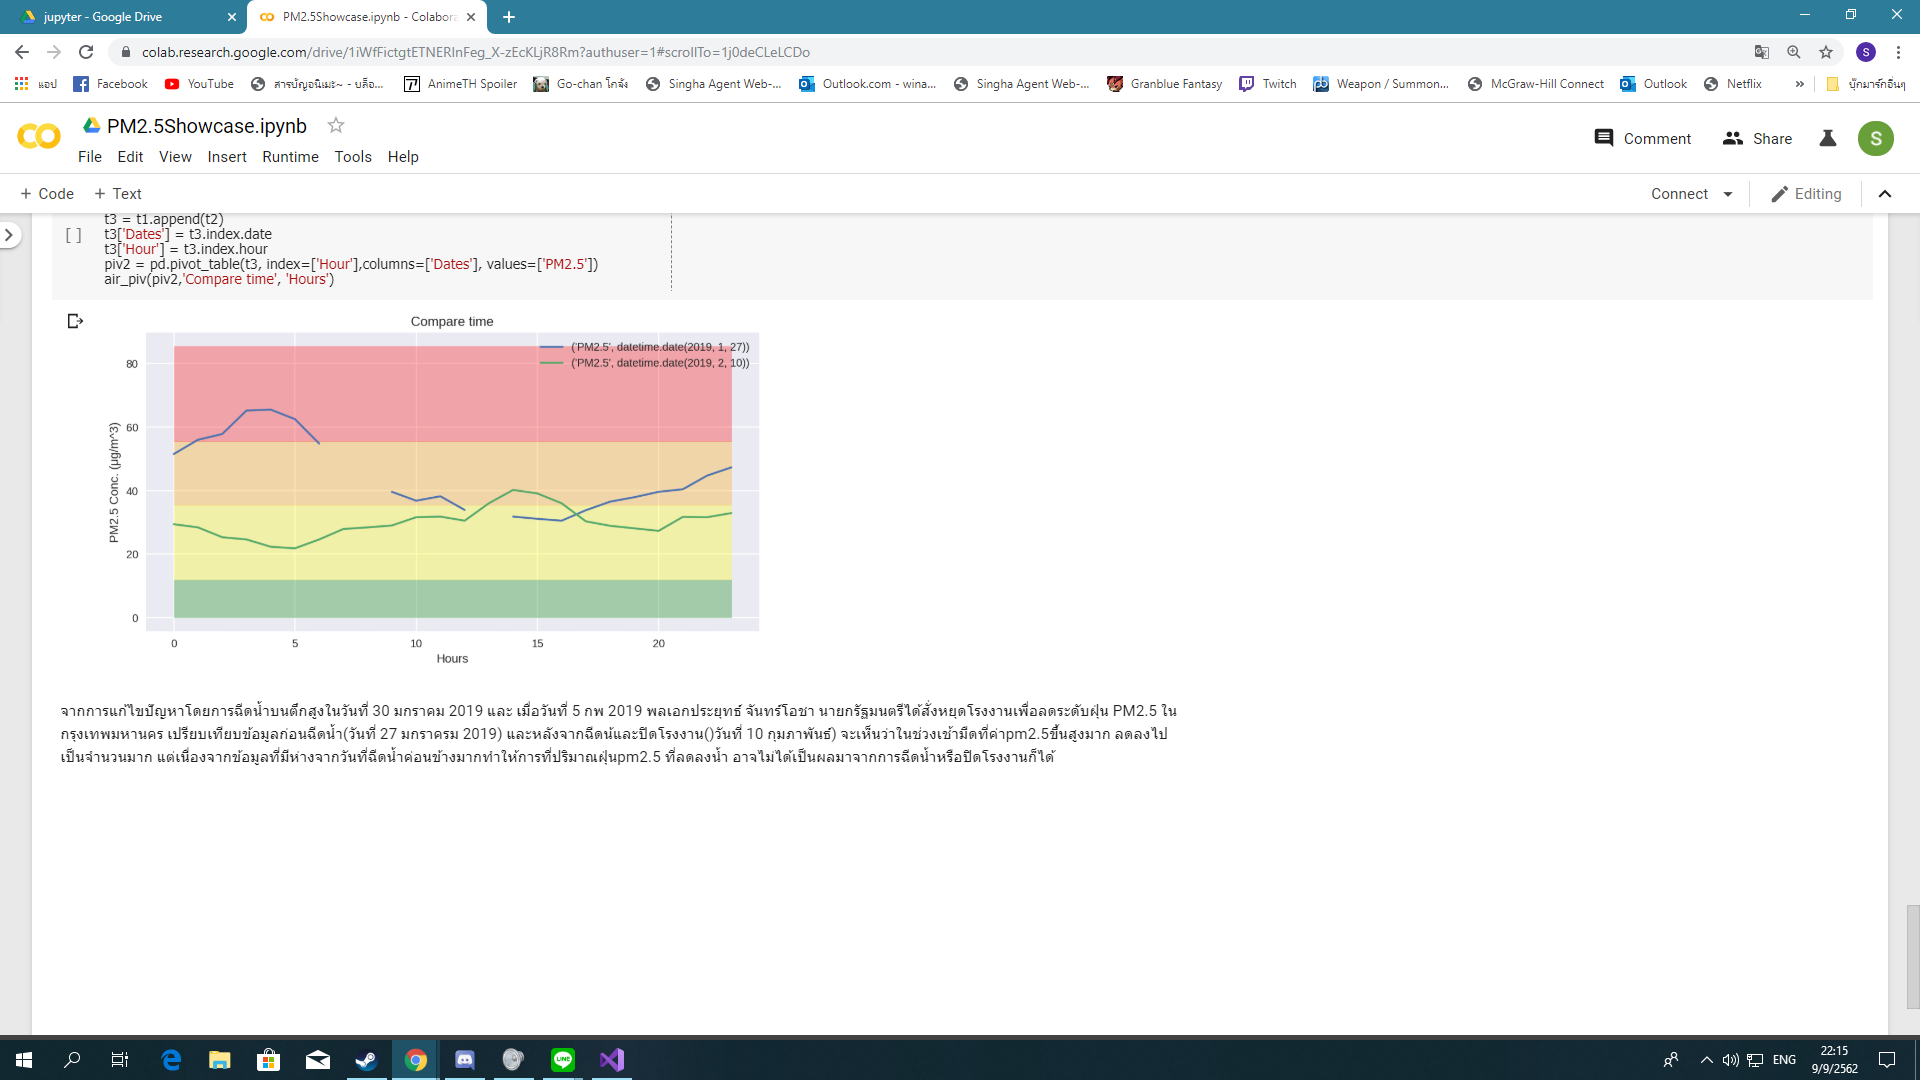 jupyter - Google Drive
PM2.5Showcase.ipynb - Colabora
colab.research.google.com/drive/1iWfFictgtETNERlnFeg_X-zEcKLjR8Rm?authuser=1#scrollTo=1j0deCLeLCDo
แอป Facebook YouTube สารบัญอนิเมะ~ - บล็อ... AnimeTH Spoiler Go-chan โกจัง Singha Agent Web-... Outlook.com - wina... Singha Agent Web-... Granblue Fantasy Twitch Weapon / Summon... McGraw-Hill Connect Outlook Netflix » บุ๊กมาร์กอื่นๆ
PM2.5Showcase.ipynb
File Edit View Insert Runtime Tools Help
Comment Share S
+ Code + Text Connect Editing
t3 = t1.append(t2)
[ ] t3['Dates'] = t3.index.date
t3['Hour'] = t3.index.hour
piv2 = pd.pivot_table(t3, index=['Hour'],columns=['Dates'], values=['PM2.5'])
air_piv(piv2,'Compare time', 'Hours')
Compare time
('PM2.5', datetime.date(2019, 1, 27))
('PM2.5', datetime.date(2019, 2, 10))
PM2.5 Conc. (µg/m^3)
80
60
40
20
0
0 5 10 15 20
Hours
จากการแก้ไขปัญหาโดยการฉีดน้ำบนตึกสูงในวันที่ 30 มกราคม 2019 และ เมื่อวันที่ 5 กพ 2019 พลเอกประยุทธ์ จันทร์โอชา นายกรัฐมนตรีได้สั่งหยุดโรงงานเพื่อลดระดับฝุ่น PM2.5 ใน
กรุงเทพมหานคร เปรียบเทียบข้อมูลก่อนฉีดน้ำ(วันที่ 27 มกราครม 2019) และหลังจากฉีดน้และปิดโรงงาน()วันที่ 10 กุมภาพันธ์) จะเห็นว่าในช่วงเช้ามืดที่ค่าpm2.5ขึ้นสูงมาก ลดลงไป
เป็นจำนวนมาก แต่เนื่องจากข้อมูลที่มีห่างจากวันที่ฉีดน้ำค่อนข้างมากทำให้การที่ปริมาณฝุ่นpm2.5 ที่ลดลงน้ำ อาจไม่ได้เป็นผลมาจากการฉีดน้ำหรือปิดโรงงานก็ได้
ENG
22:15
9/9/2562